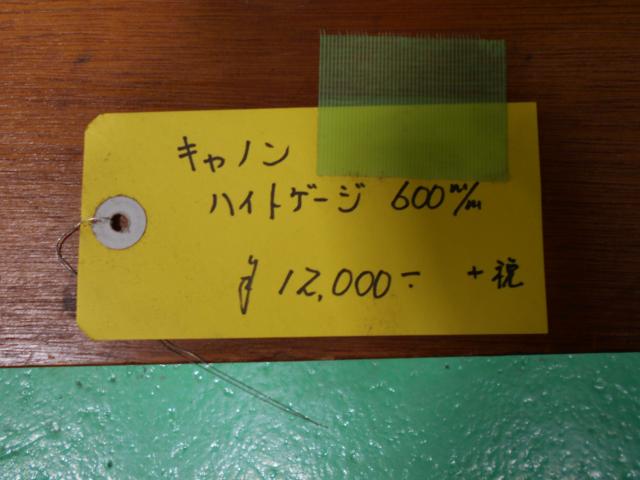 キャノン
ハイトゲージ 600m/m
¥12,000- +税